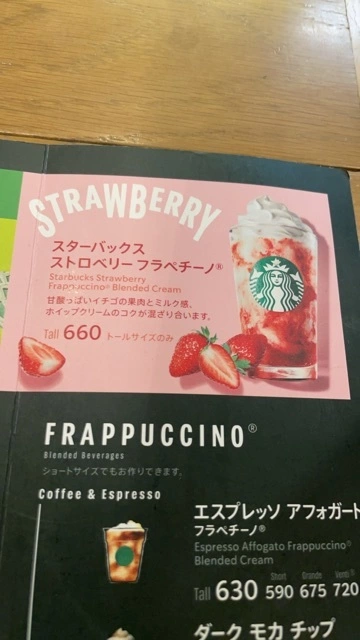 STRAWBERRY
スターバックス
ストロベリー フラペチーノ®
Starbucks Strawberry
Frappuccino® Blended Cream
甘酸っぱいイチゴの果肉とミルク感、
ホイップクリームのコクが混ざり合います。
Tall 660 トールサイズのみ
FRAPPUCCINO®
Blended Beverages
ショートサイズでもお作りできます。
Coffee & Espresso
エスプレッソ アフォガート
フラペチーノ®
Espresso Affogato Frappuccino®
Blended Cream
Short Grande Venti®
Tall 630 590 675 720
ダーク モカ チップ